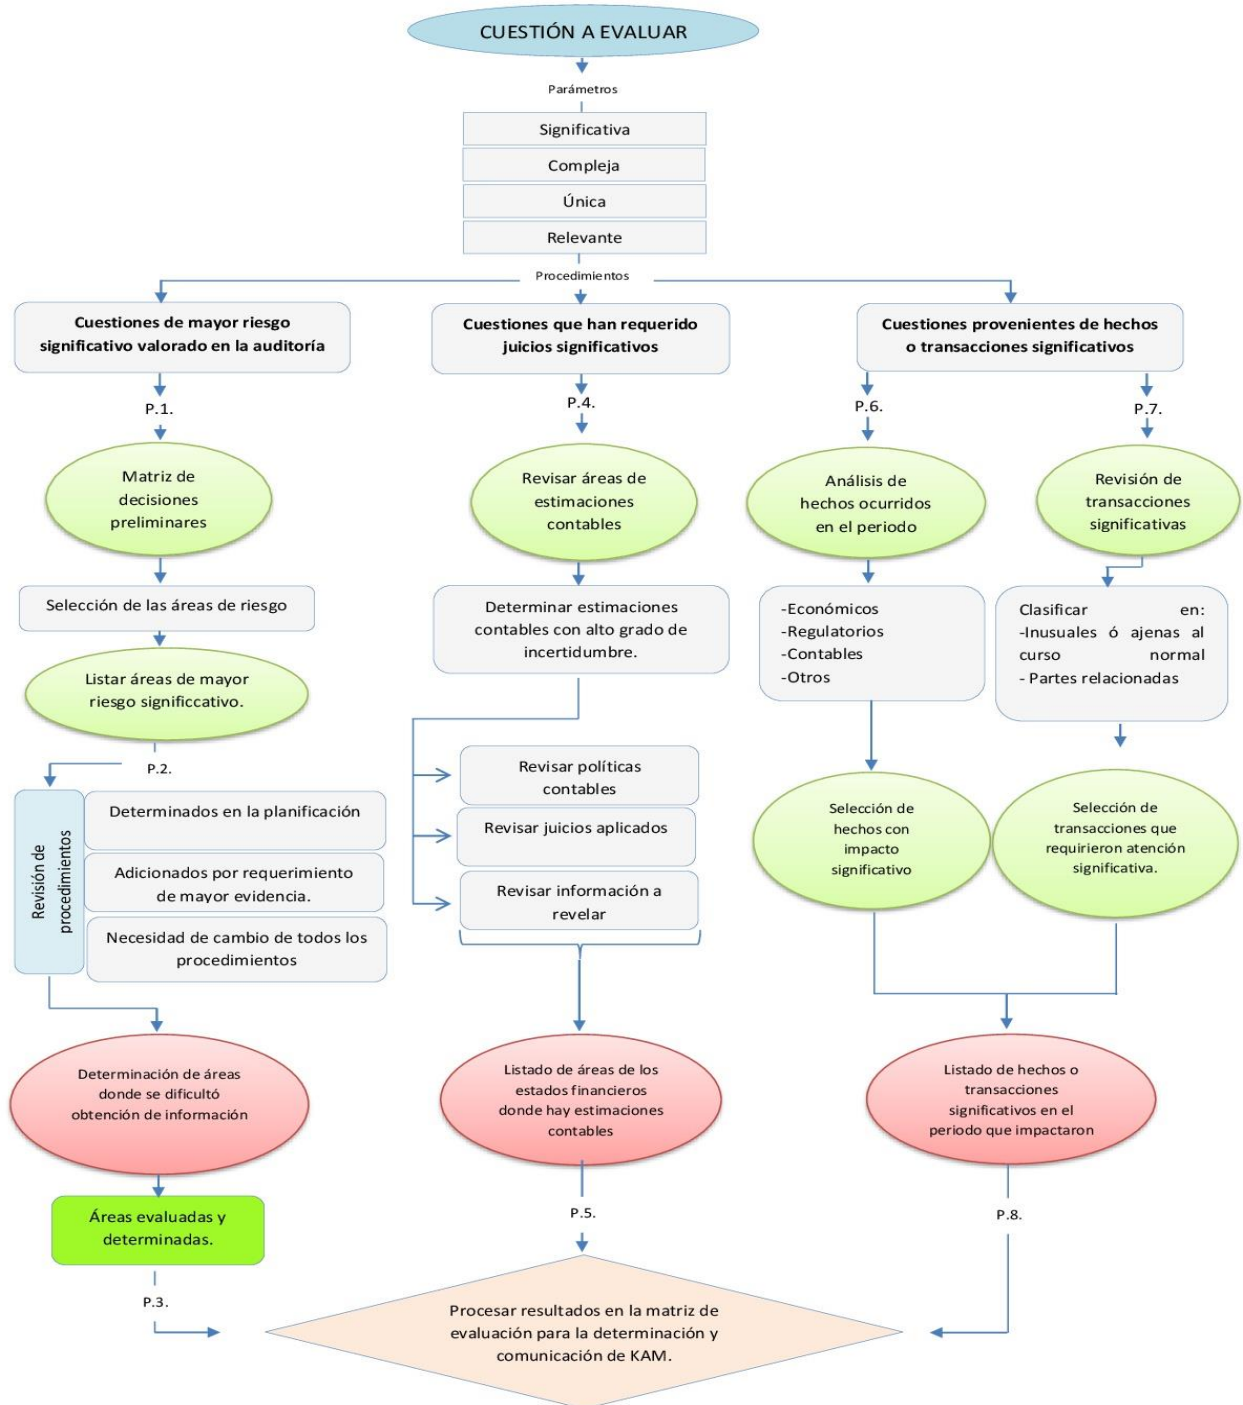 CUESTIÓN A EVALUAR
Parámetros
Significativa
Compleja
Única
Relevante
Procedimientos
Cuestiones de mayor riesgo
significativo valorado en la auditoría
P.1.
Matriz de
decisiones
preliminares
Selección de las áreas de riesgo
Listar áreas de mayor
riesgo significcativo.
P.2.
Revisión de
procedimientos
Determinados en la planificación
Adicionados por requerimiento
de mayor evidencia.
Necesidad de cambio de todos los
procedimientos
Determinación de áreas
donde se dificultó
obtención de información
Áreas evaluadas y
determinadas.
P.3.
Cuestiones que han requerido
juicios significativos
P.4.
Revisar áreas de
estimaciones
contables
Determinar estimaciones
contables con alto grado de
incertidumbre.
Revisar políticas
contables
Revisar juicios aplicados
Revisar información a
revelar
Listado de áreas de los
estados financieros
donde hay estimaciones
contables
P.5.
Cuestiones provenientes de hechos
o transacciones significativos
P.6.
Análisis de
hechos ocurridos
en el periodo
-Económicos
-Regulatorios
-Contables
-Otros
Selección de
hechos con
impacto
significativo
P.7.
Revisión de
transacciones
significativas
Clasificar en:
-Inusuales ó ajenas al
curso normal
- Partes relacionadas
Selección de
transacciones que
requirieron atención
significativa.
Listado de hechos o
transacciones
significativos en el
periodo que impactaron
P.8.
Procesar resultados en la matriz de
evaluación para la determinación y
comunicación de KAM.